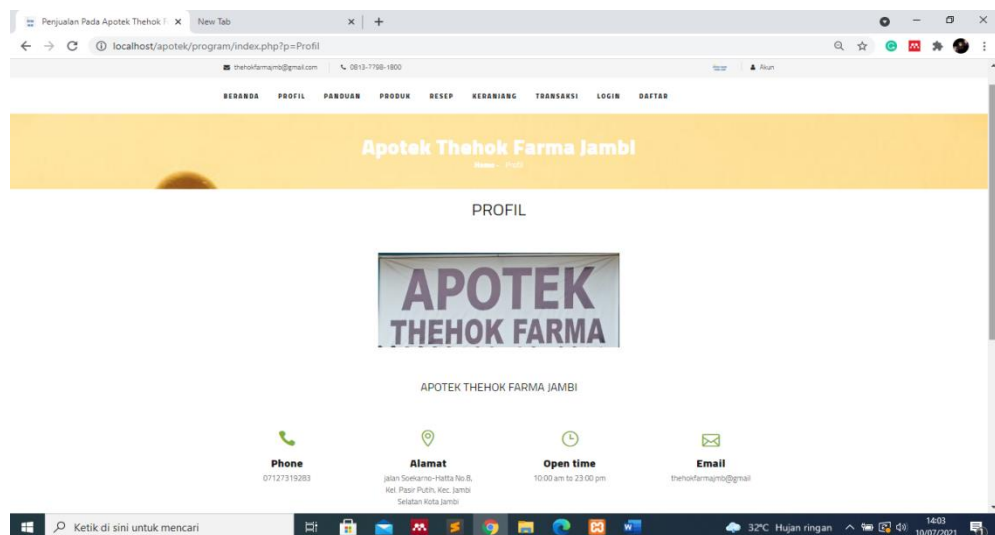 Penjualan Pada Apotek Thehok F
New Tab
localhost/apotek/program/index.php?p=Profil
thehokfarmajmb@gmail.com
0813-7798-1800
Akun
BERANDA PROFIL PANDUAN PRODUK RESEP KERANJANG TRANSAKSI LOGIN DAFTAR
Apotek Thehok Farma Jambi
Home - Profil
PROFIL
APOTEK
THEHOK FARMA
APOTEK THEHOK FARMA JAMBI
Phone
07127319283
Alamat
jalan Soekarno-Hatta No.8,
Kel. Pasir Putih, Kec. Jambi
Selatan Kota Jambi
Open time
10:00 am to 23:00 pm
Email
thehokfarmajmb@gmail
Ketik di sini untuk mencari
32°C Hujan ringan
14:03
10/07/2021